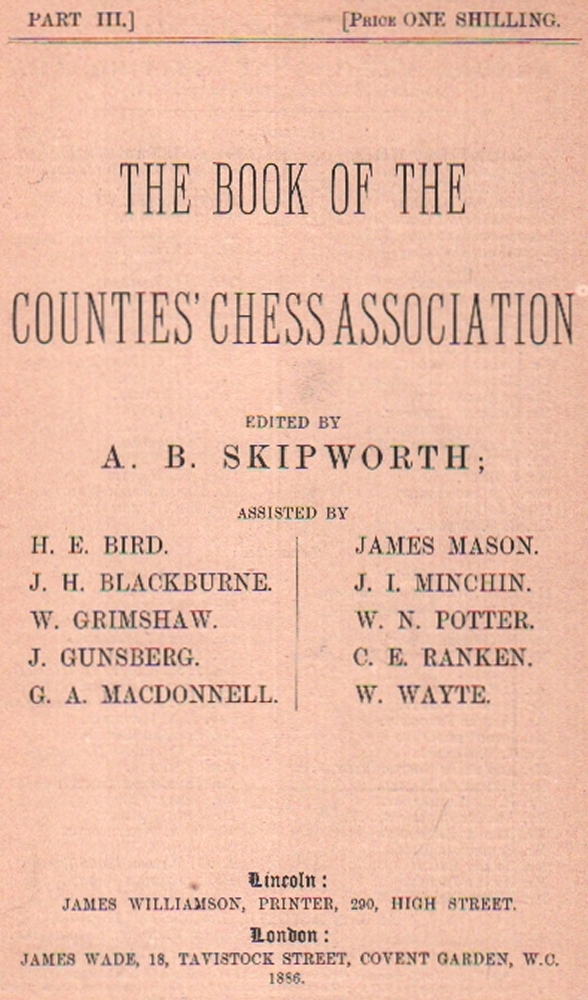 PART III.] [PRICE ONE SHILLING.
THE BOOK OF THE
COUNTIES' CHESS ASSOCIATION
EDITED BY
A. B. SKIPWORTH;
ASSISTED BY
H. E. BIRD.
J. H. BLACKBURNE.
W. GRIMSHAW.
J. GUNSBERG.
G. A. MACDONNELL.
JAMES MASON.
J. I. MINCHIN.
W. N. POTTER.
C. E. RANKEN.
W. WAYTE.
Lincoln:
JAMES WILLIAMSON, PRINTER, 290, HIGH STREET.
London:
JAMES WADE, 18, TAVISTOCK STREET, COVENT GARDEN, W.C.
1886.